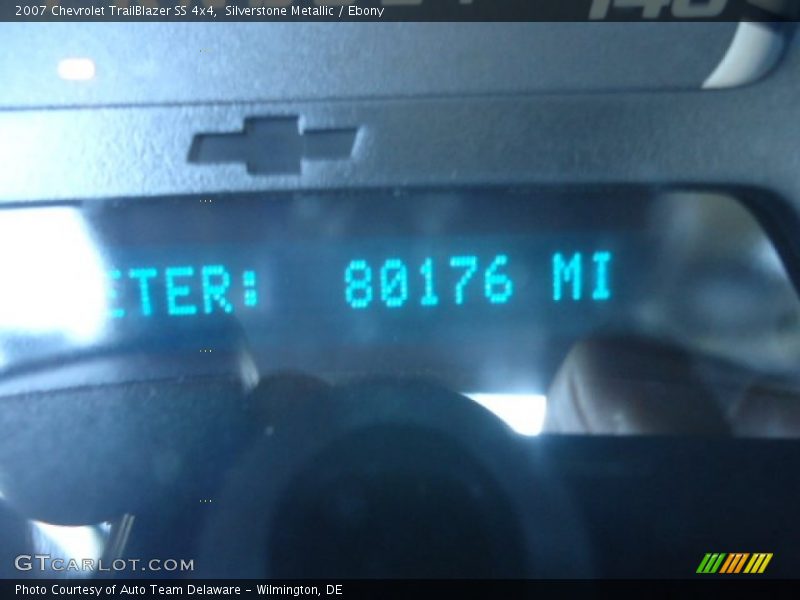 2007 Chevrolet TrailBlazer SS 4x4, Silverstone Metallic / Ebony
140
ETER: 80176 MI
GTCARLOT.COM
Photo Courtesy of Auto Team Delaware - Wilmington, DE